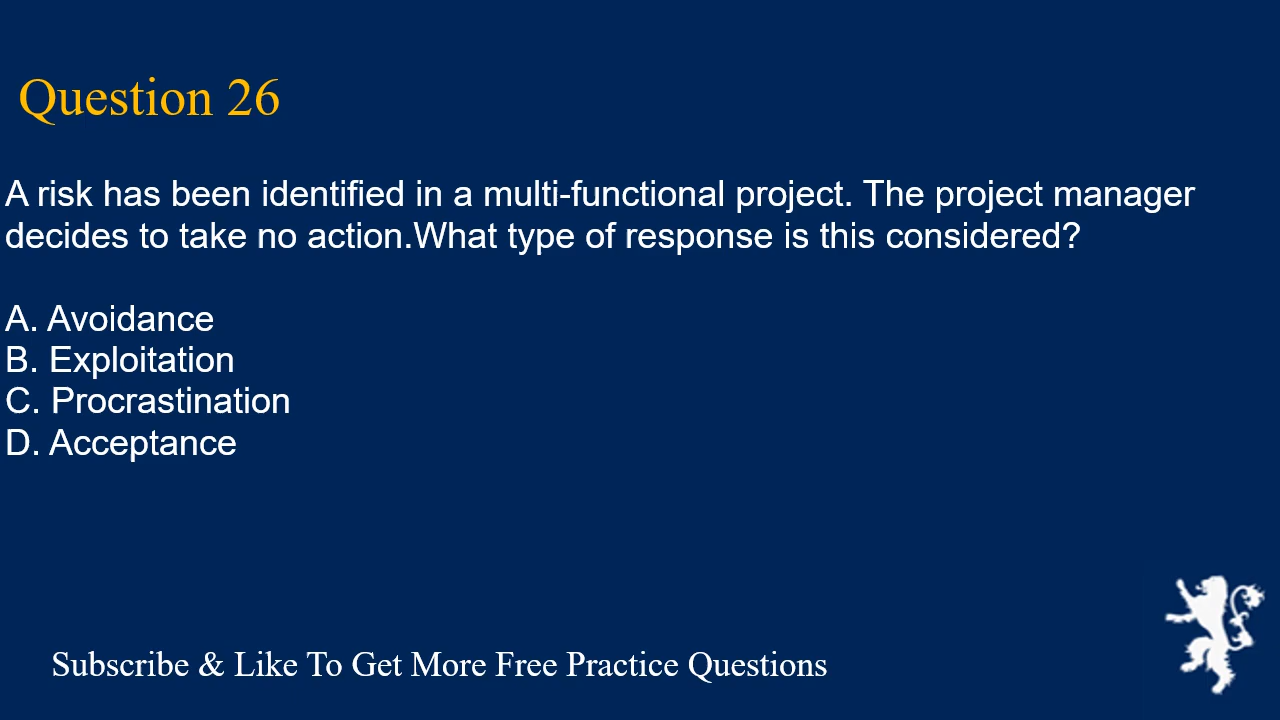 Question 26
A risk has been identified in a multi-functional project. The project manager
decides to take no action.What type of response is this considered?
A. Avoidance
B. Exploitation
C. Procrastination
D. Acceptance
Subscribe & Like To Get More Free Practice Questions